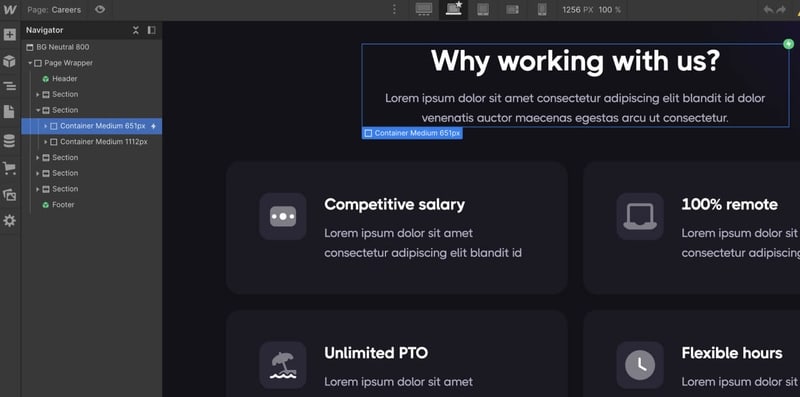 Page: Careers
1256 PX 100 %
Navigator
BG Neutral 800
Page Wrapper
Header
Section
Section
Container Medium 651px
Container Medium 1112px
Section
Section
Section
Footer
Why working with us?
Lorem ipsum dolor sit amet consectetur adipiscing elit blandit id dolor
venenatis auctor maecenas egestas arcu ut consectetur.
Container Medium 651px
Competitive salary
Lorem ipsum dolor sit amet
consectetur adipiscing elit blandit id
100% remote
Lorem ipsum dolor sit am
consectetur adipiscing el
Unlimited PTO
Lorem ipsum dolor sit amet
Flexible hours
Lorem ipsum dolor sit am